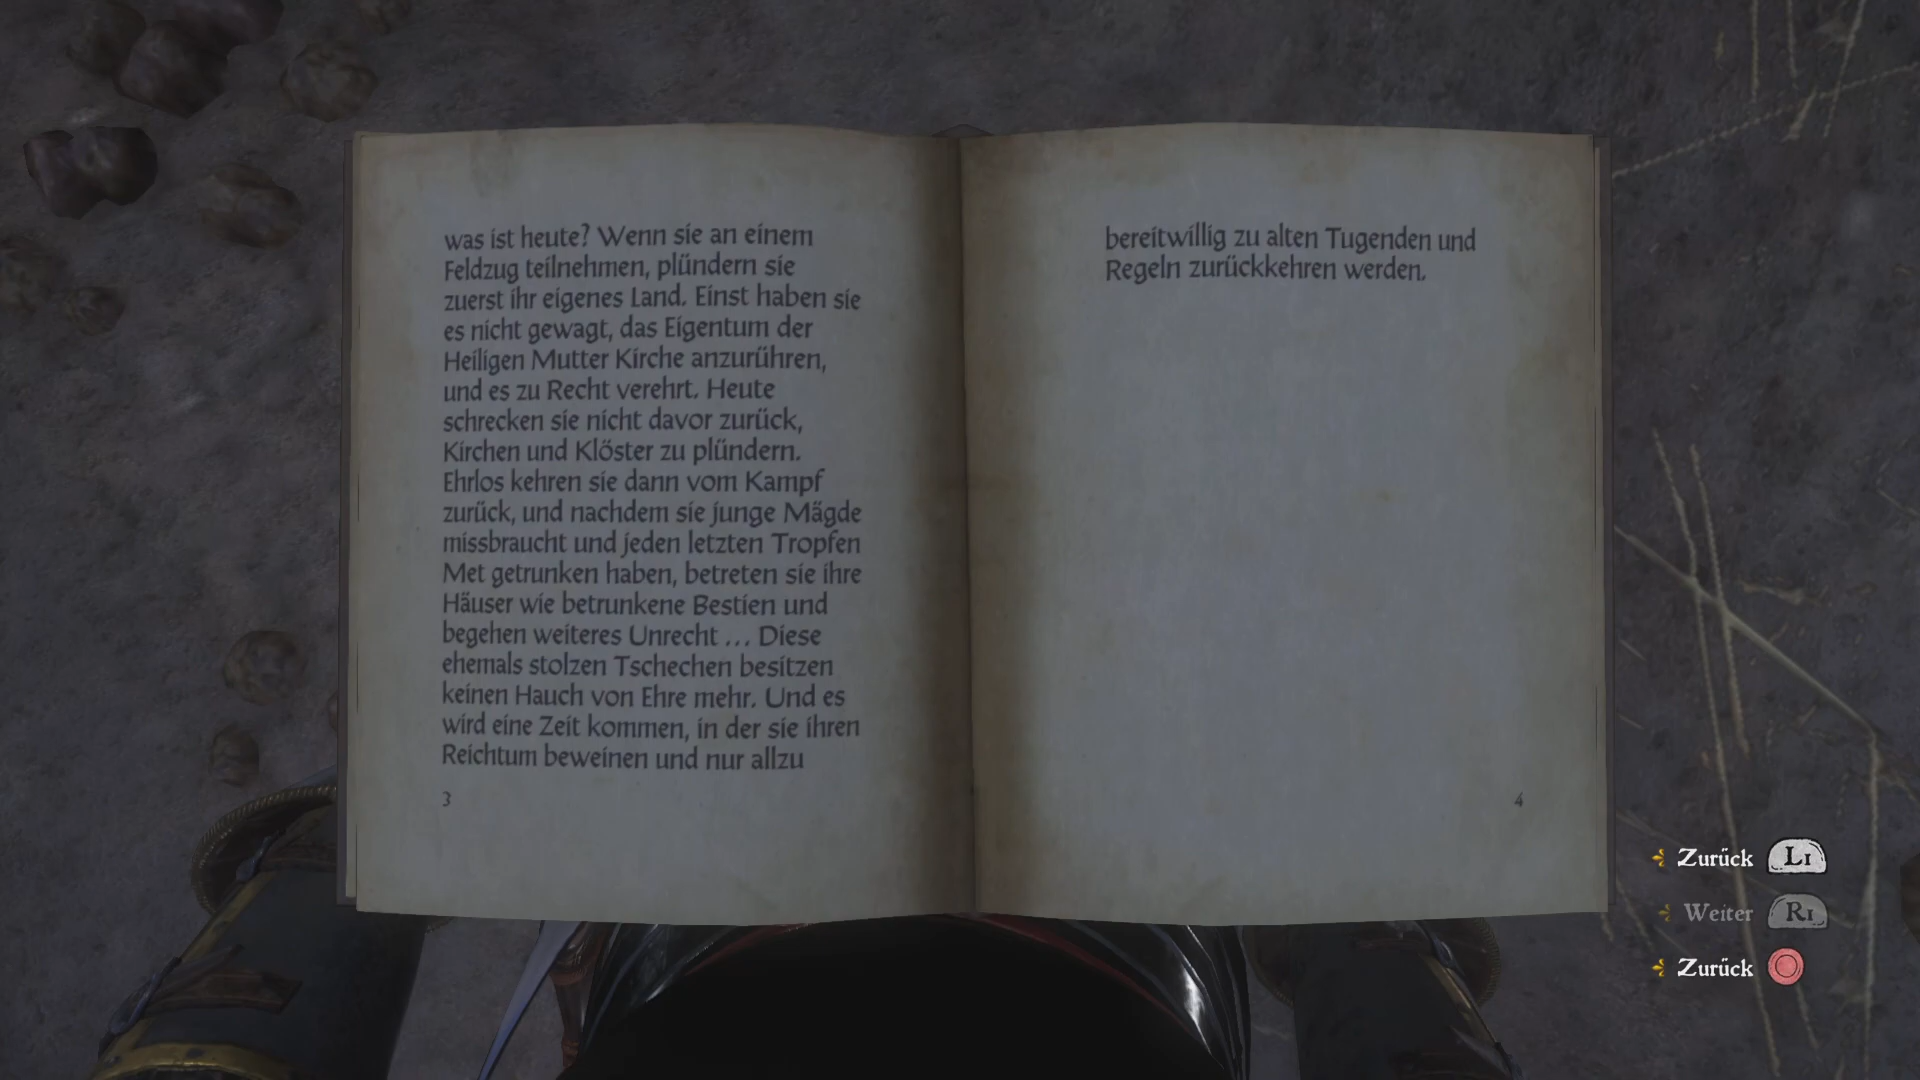 was ist heute? Wenn sie an einem
Feldzug teilnehmen, plündern sie
zuerst ihr eigenes Land. Einst haben sie
es nicht gewagt, das Eigentum der
Heiligen Mutter Kirche anzurühren,
und es zu Recht verehrt. Heute
schrecken sie nicht davor zurück,
Kirchen und Klöster zu plündern.
Ehrlos kehren sie dann vom Kampf
zurück, und nachdem sie junge Mägde
missbraucht und jeden letzten Tropfen
Met getrunken haben, betreten sie ihre
Häuser wie betrunkene Bestien und
begehen weiteres Unrecht ... Diese
ehemals stolzen Tschechen besitzen
keinen Hauch von Ehre mehr. Und es
wird eine Zeit kommen, in der sie ihren
Reichtum beweinen und nur allzu
3
bereitwillig zu alten Tugenden und
Regeln zurückkehren werden.
4
Zurück L1
Weiter R1
Zurück